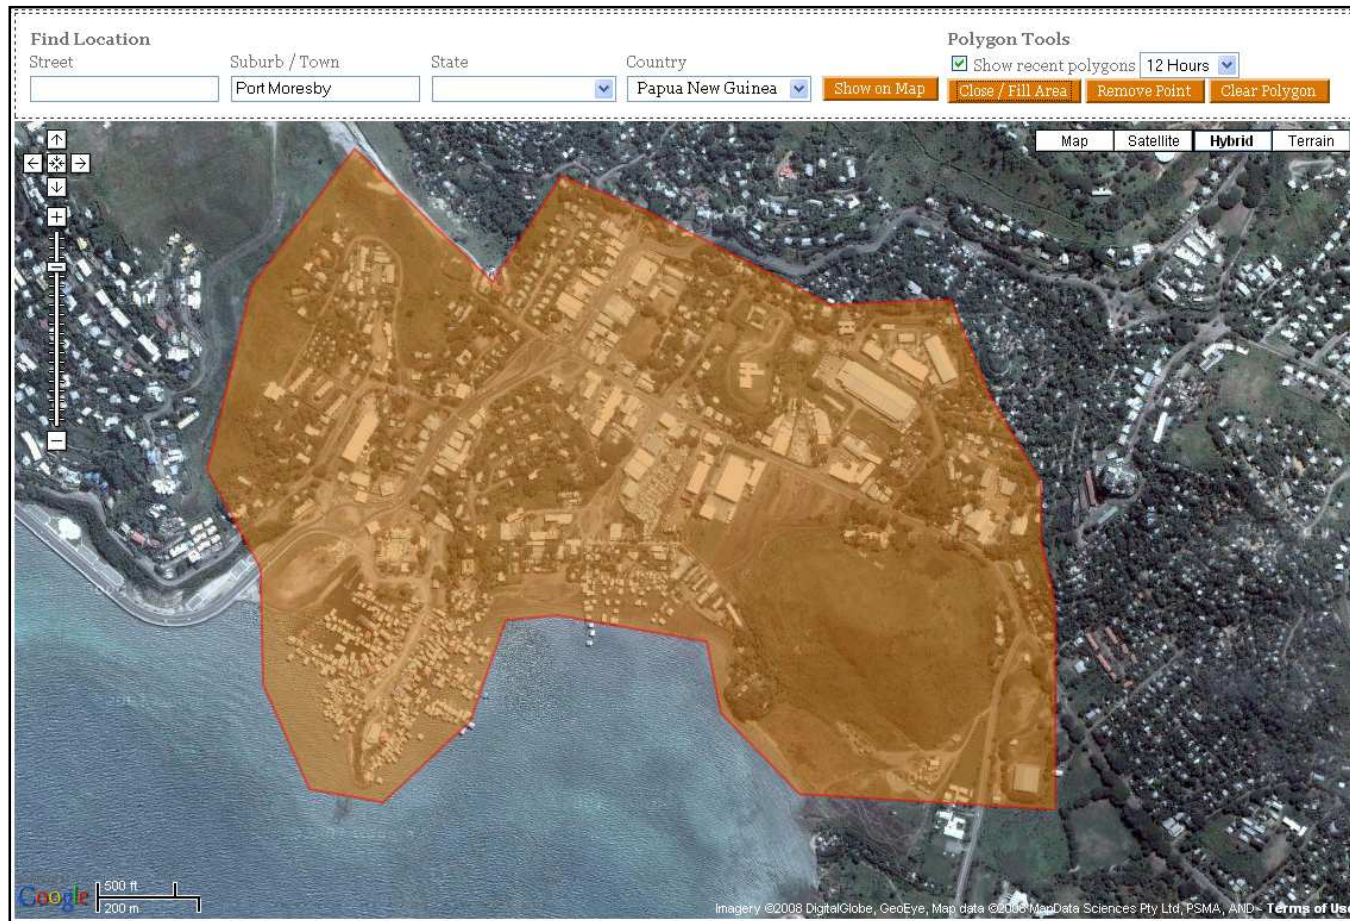 Find Location
Polygon Tools
Street
Suburb / Town
State
Country
Show recent polygons
12 Hours
Port Moresby
Papua New Guinea
Show on Map
Close / Fill Area
Remove Point
Clear Polygon
Map
Satellite
Hybrid
Terrain
Google
500 ft
200 m
Imagery ©2008 DigitalGlobe, GeoEye, Map data ©2008 MapData Sciences Pty Ltd, PSMA, AND - Terms of Use